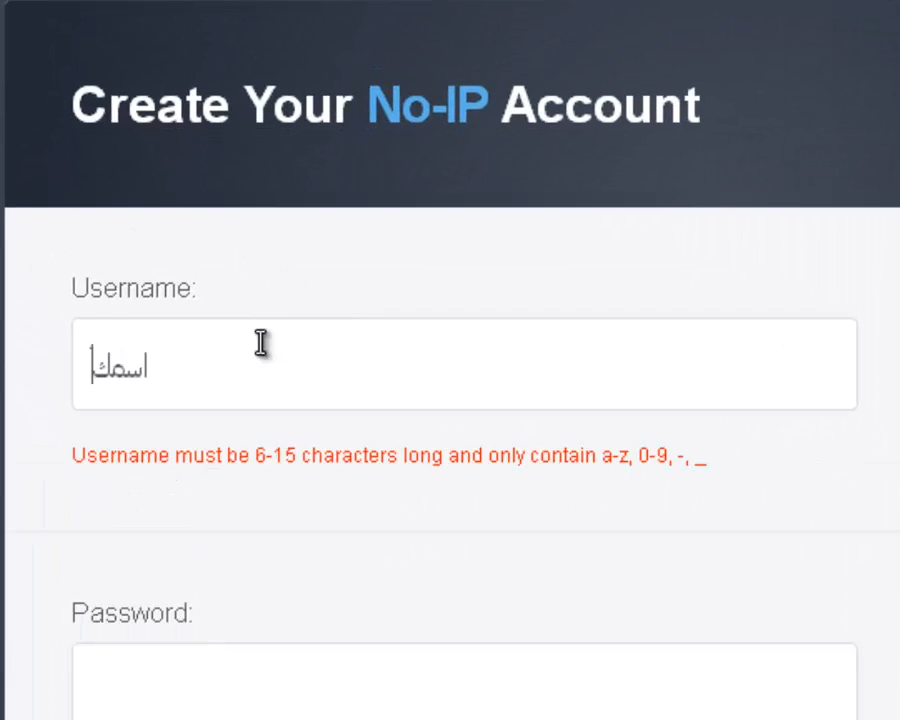 Create Your No-IP Account
Username:
اسمك
Username must be 6-15 characters long and only contain a-z, 0-9, -, _
Password: